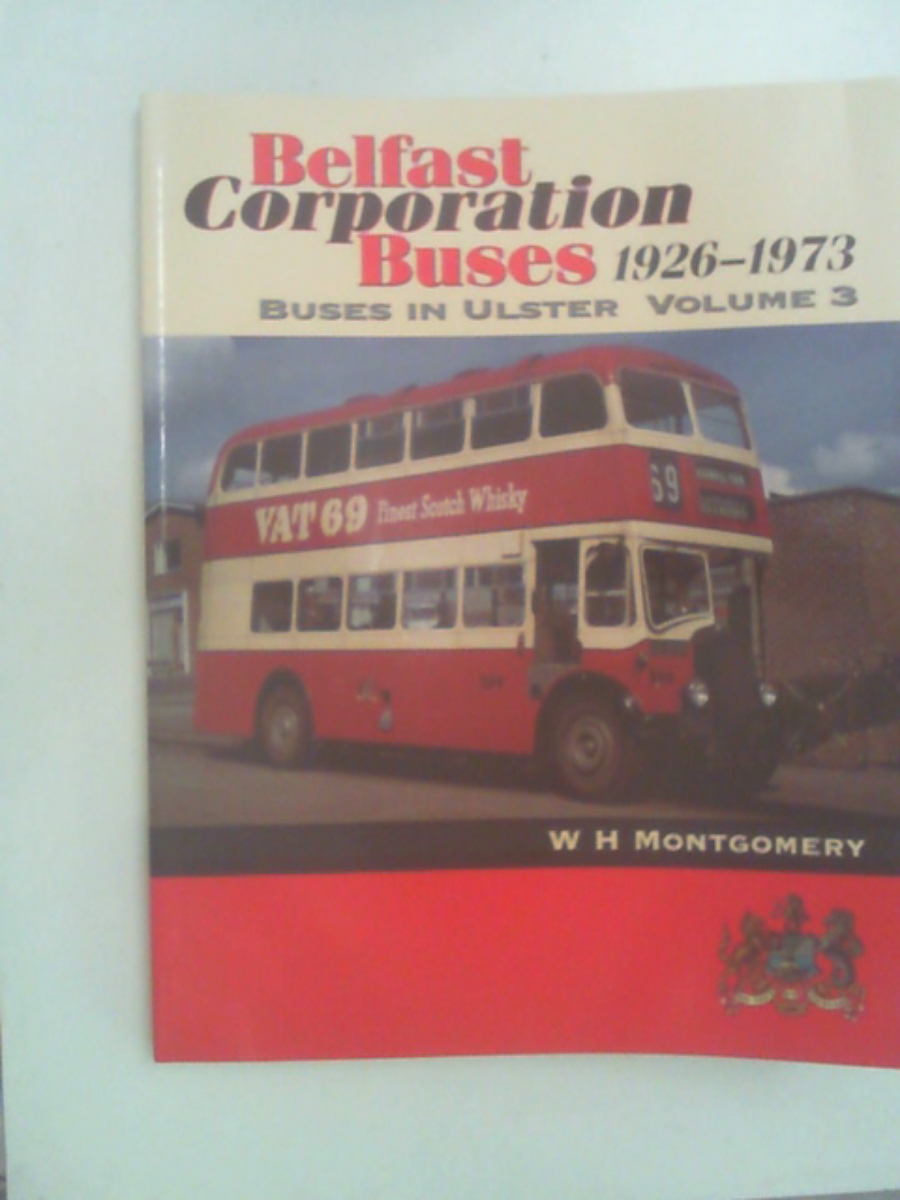 Belfast
Corporation
Buses 1926–1973
BUSES IN ULSTER VOLUME 3
VAT 69 Finest Scotch Whisky
69
W H MONTGOMERY